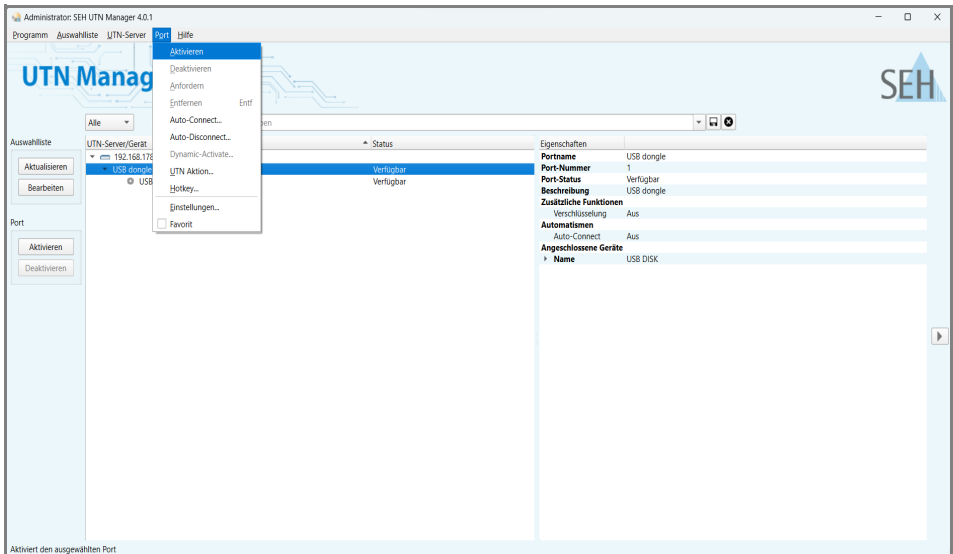 Administrator: SEH UTN Manager 4.0.1
Programm Auswahlliste UTN-Server Port Hilfe
Aktivieren
Deaktivieren
Anfordern
Entfernen Entf
Auto-Connect...
Auto-Disconnect...
Dynamic-Activate...
UTN Aktion...
Hotkey...
Einstellungen...
Favorit
UTN Manag
SEH
Alle
Auswahlliste
Aktualisieren
Bearbeiten
Port
Aktivieren
Deaktivieren
UTN-Server/Gerät Status
192.168.178
USB dongle Verfügbar
USB Verfügbar
Eigenschaften
Portname USB dongle
Port-Nummer 1
Port-Status Verfügbar
Beschreibung USB dongle
Zusätzliche Funktionen
Verschlüsselung Aus
Automatismen
Auto-Connect Aus
Angeschlossene Geräte
Name USB DISK
Aktiviert den ausgewählten Port